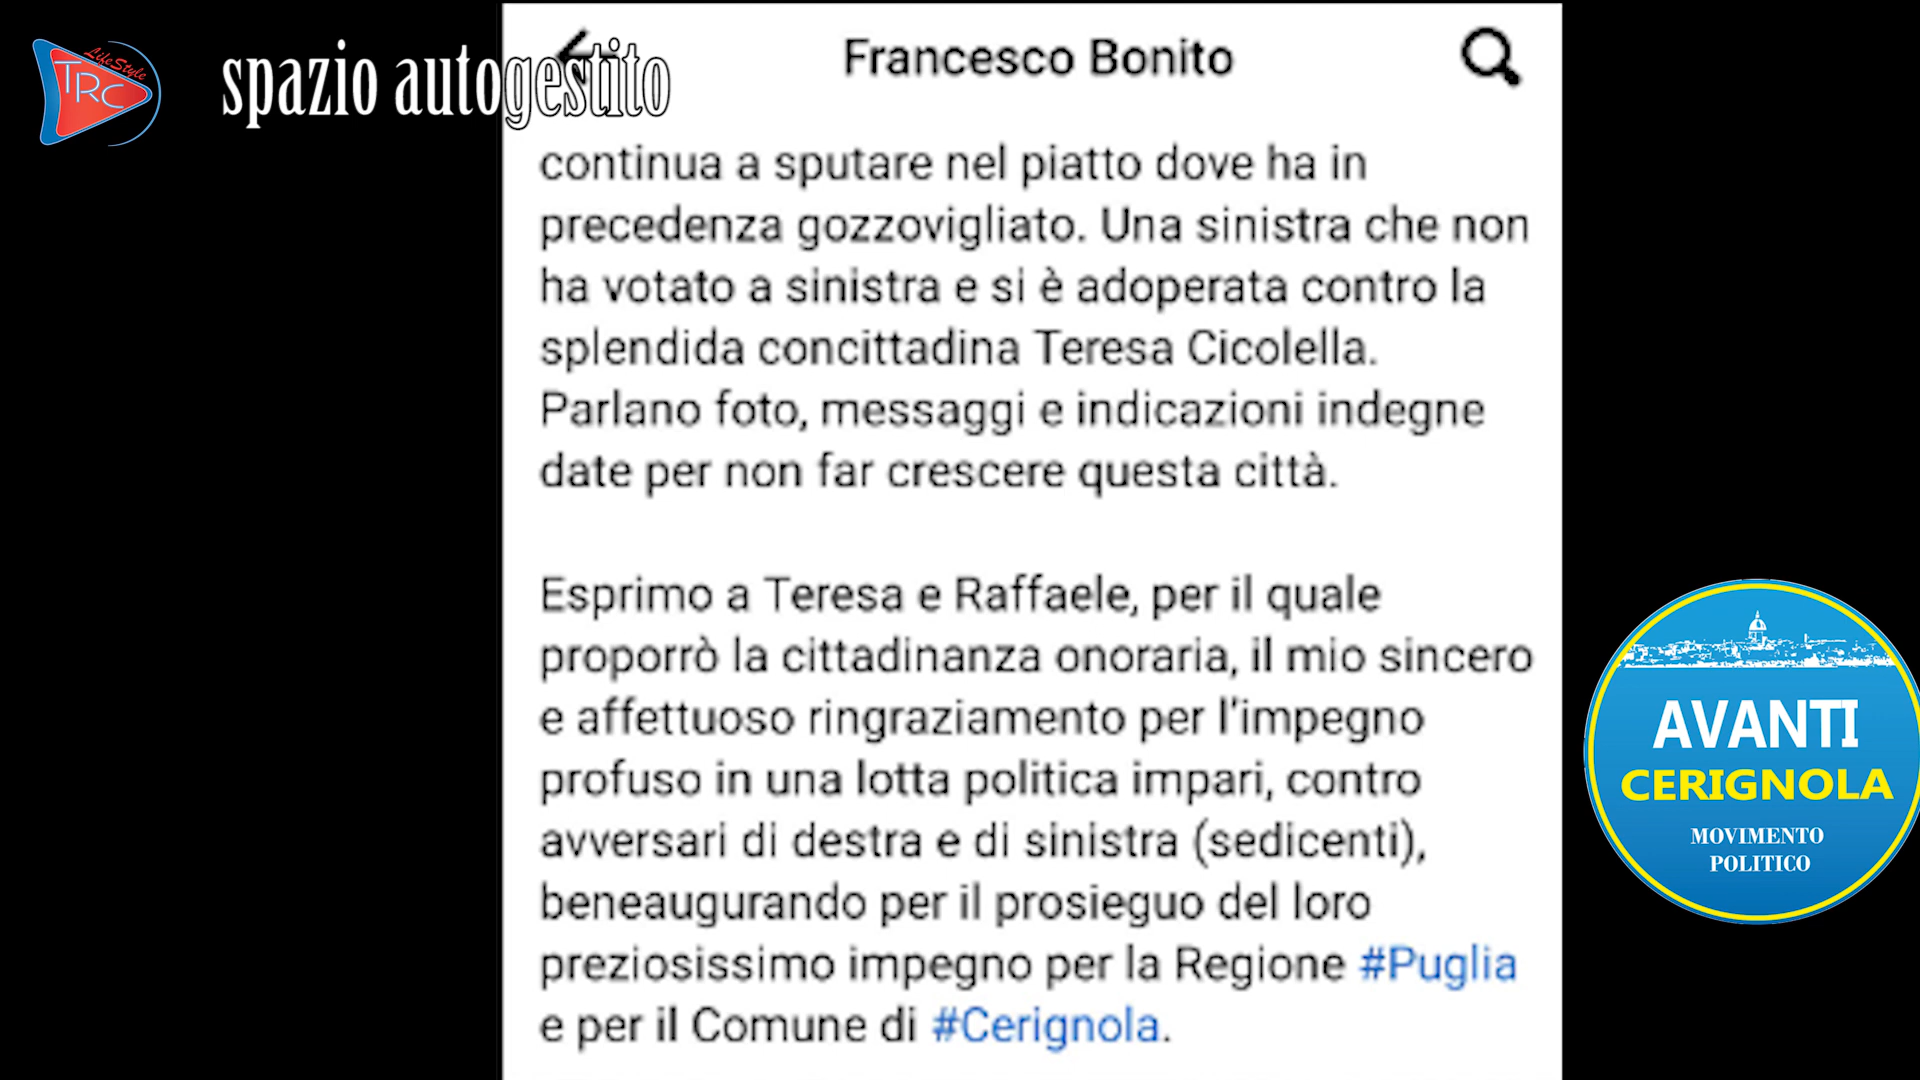 LifeStyle
TRC
spazio autogestito
Francesco Bonito
continua a sputare nel piatto dove ha in
precedenza gozzovigliato. Una sinistra che non
ha votato a sinistra e si è adoperata contro la
splendida concittadina Teresa Cicolella.
Parlano foto, messaggi e indicazioni indegne
date per non far crescere questa città.
Esprimo a Teresa e Raffaele, per il quale
proporrò la cittadinanza onoraria, il mio sincero
e affettuoso ringraziamento per l'impegno
profuso in una lotta politica impari, contro
avversari di destra e di sinistra (sedicenti),
beneaugurando per il prosieguo del loro
preziosissimo impegno per la Regione #Puglia
e per il Comune di #Cerignola.
AVANTI
CERIGNOLA
MOVIMENTO
POLITICO